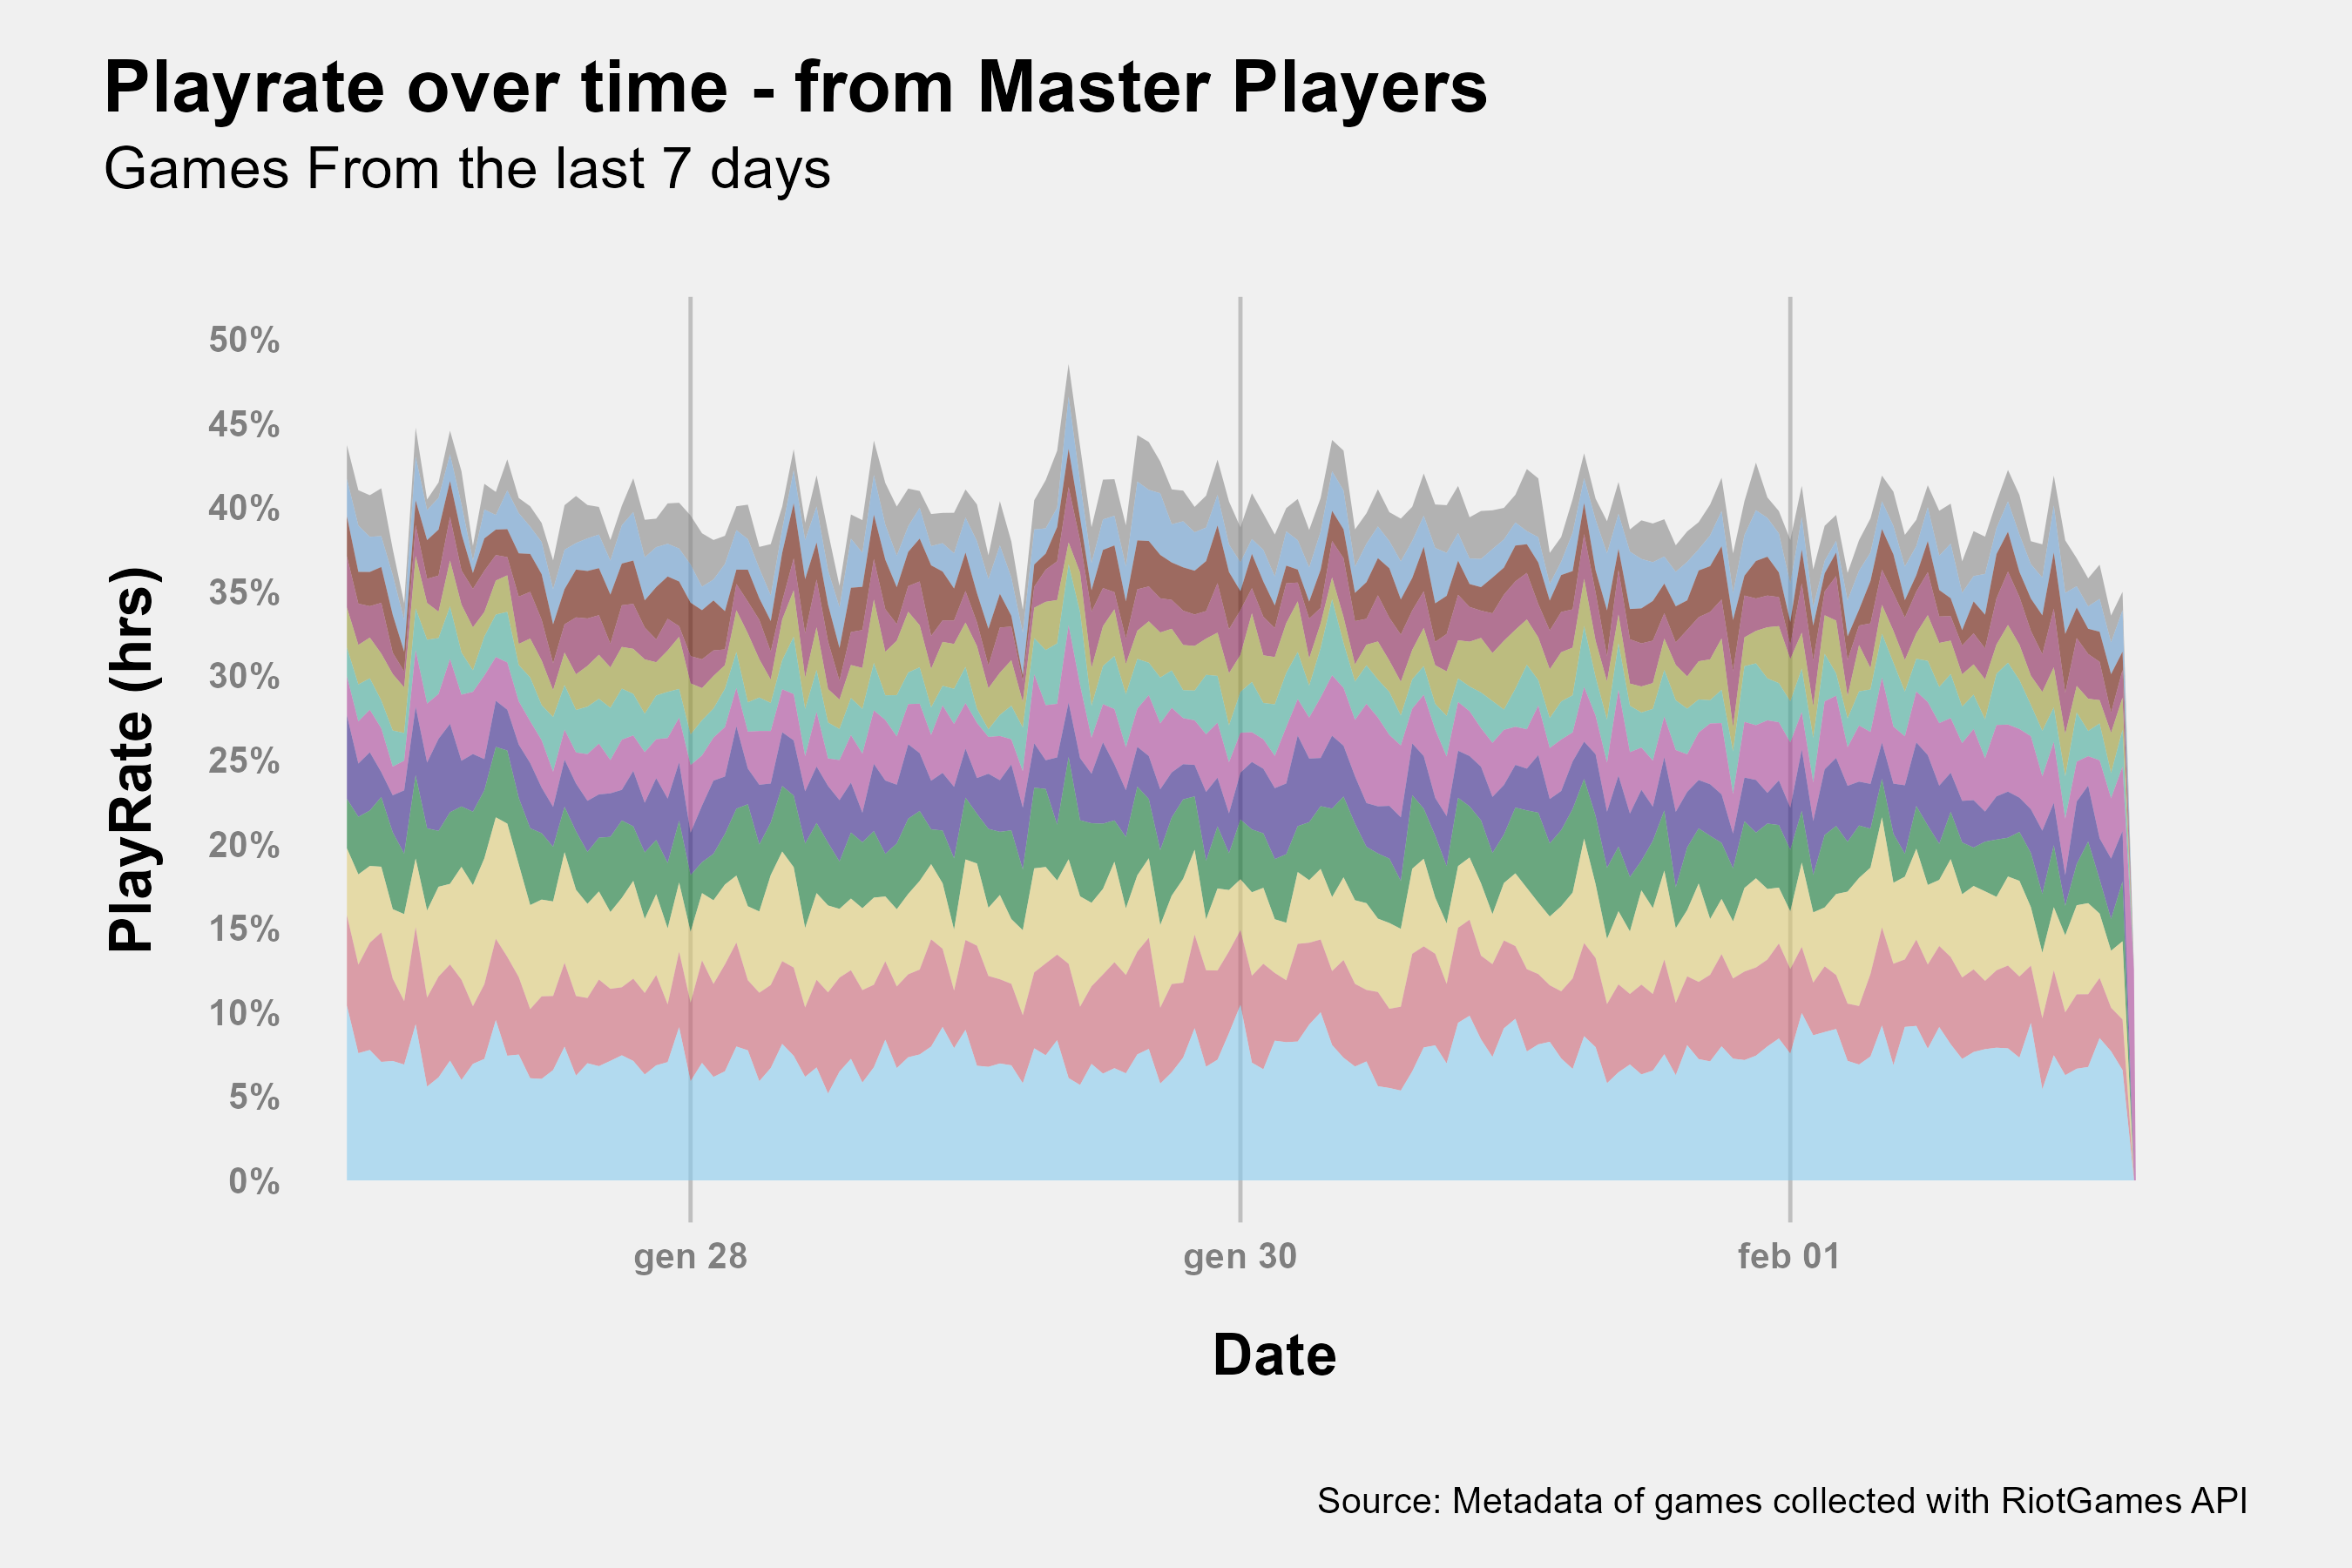 Playrate over time - from Master Players
Games From the last 7 days
PlayRate (hrs)
50%
45%
40%
35%
30%
25%
20%
15%
10%
5%
0%
gen 28
gen 30
feb 01
Date
Source: Metadata of games collected with RiotGames API